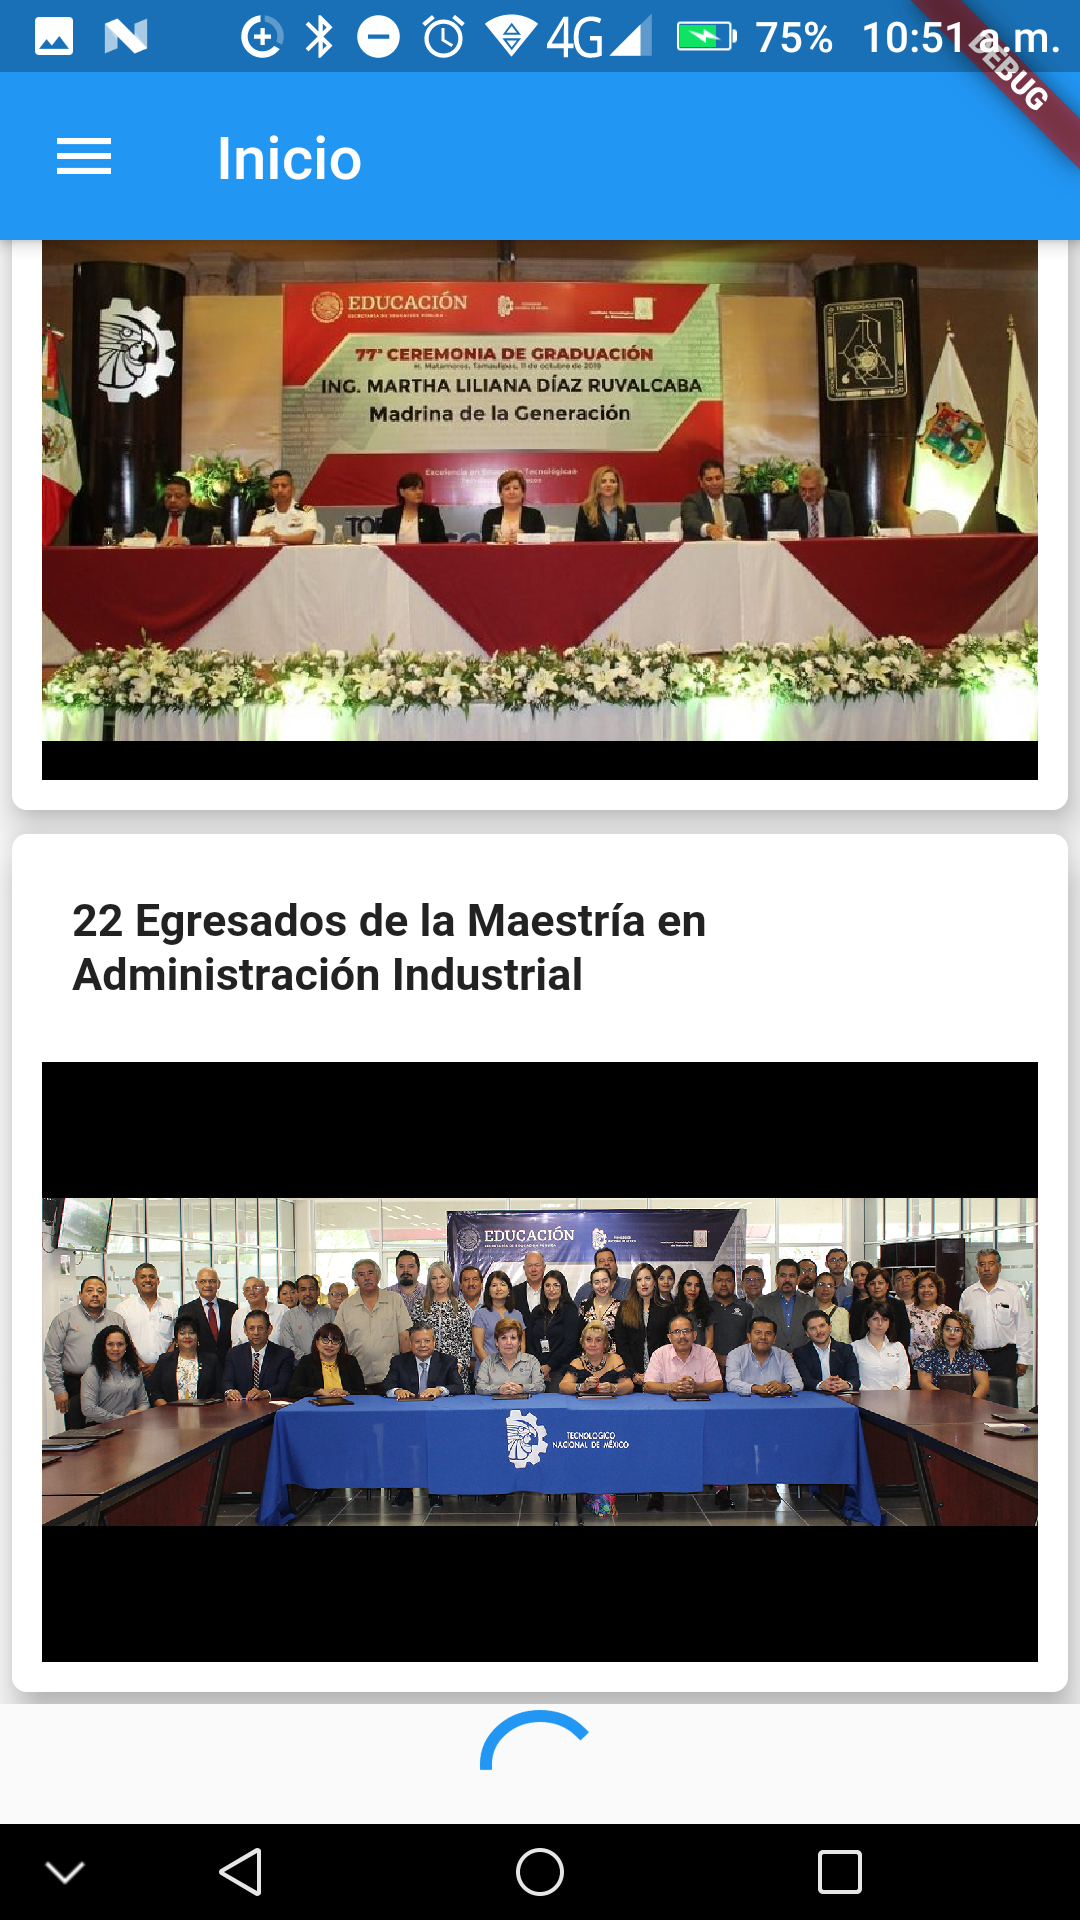 4G 75% 10:51 a.m.
DEBUG
Inicio
EDUCACIÓN
SECRETARÍA DE EDUCACIÓN PÚBLICA
77ª CEREMONIA DE GRADUACIÓN
H. Matamoros, Tamaulipas, 11 de octubre de 2019
ING. MARTHA LILIANA DÍAZ RUVALCABA
Madrina de la Generación
Excelencia en Educación Tecnológica®
22 Egresados de la Maestría en
Administración Industrial
EDUCACIÓN
SECRETARÍA DE EDUCACIÓN PÚBLICA
TECNOLÓGICO
NACIONAL DE MÉXICO